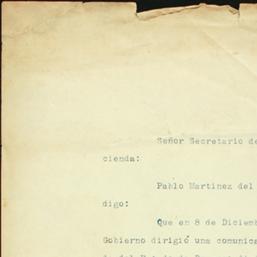 Señor Secretario de
cienda:
Pablo Martinez del
digo:
Que en 8 de Diciemb
Gobierno dirigió una comunica